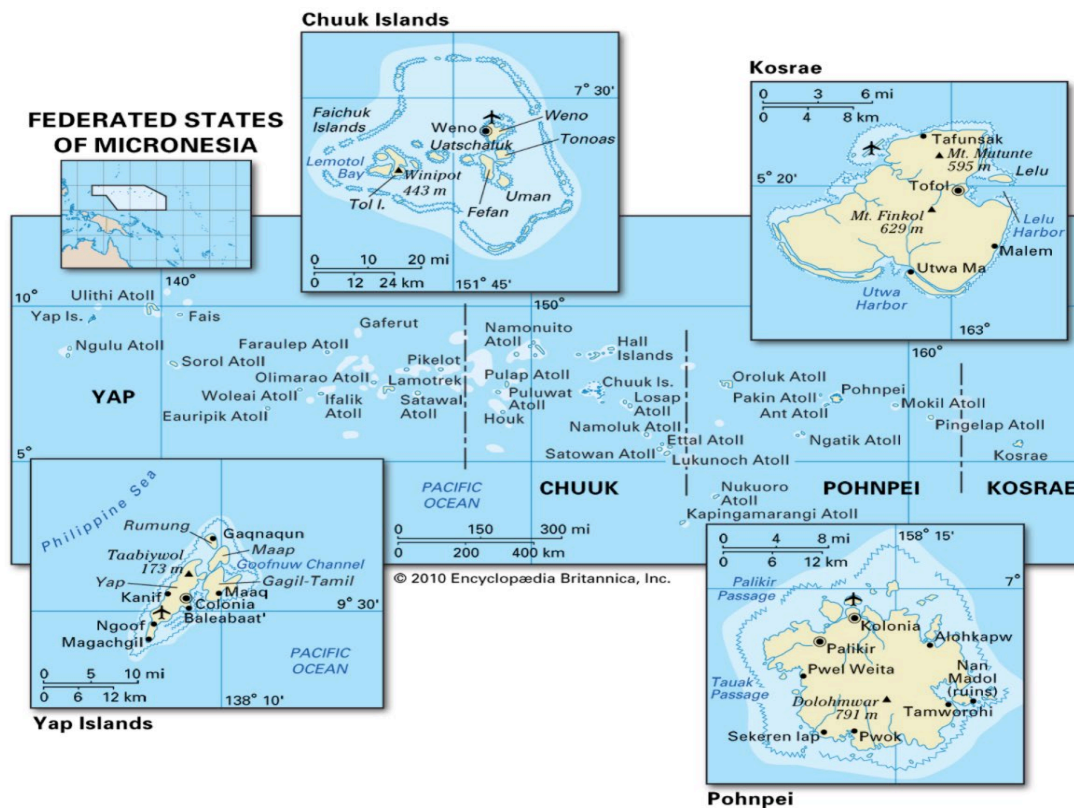 Chuuk Islands
7° 30'
Faichuk
Islands
Weno
Weno
Uatschaluk
Tonoas
Lemotol
Bay
Winipot
443 m
Tol I.
Fefan
Uman
0 10 20 mi
0 12 24 km
151° 45'
FEDERATED STATES
OF MICRONESIA
Kosrae
0 3 6 mi
0 4 8 km
Tafunsak
Mt. Mutunte
595 m
Lelu
5° 20'
Tofol
Mt. Finkol
629 m
Lelu
Harbor
Malem
Utwa Ma
Utwa
Harbor
163°
140°
150°
160°
10°
5°
Ulithi Atoll
Yap Is.
Fais
Ngulu Atoll
Sorol Atoll
Gaferut
Faraulep Atoll
Olimarao Atoll
Pikelot
Lamotrek
Woleai Atoll
Ifalik
Atoll
Satawal
Atoll
Eauripik Atoll
YAP
Namonuito
Atoll
Hall
Islands
Pulap Atoll
Chuuk Is.
Puluwat
Atoll
Losap
Atoll
Houk
Namoluk Atoll
Ettal Atoll
Satowan Atoll
Lukunoch Atoll
CHUUK
Oroluk Atoll
Pohnpei
Pakin Atoll
Ant Atoll
Mokil Atoll
Pingelap Atoll
Ngatik Atoll
Kosrae
Nukuoro
Atoll
Kapingamarangi Atoll
POHNPEI
KOSRAE
PACIFIC
OCEAN
0 150 300 mi
0 200 400 km
© 2010 Encyclopædia Britannica, Inc.
Philippine Sea
Rumung
Gaqnaqun
Maap
Taabiywol
173 m
Goofnuw Channel
Yap
Gagil-Tamil
Kanif
Maaq
Colonia
Baleabaat'
9° 30'
Ngoof
Magachgil
PACIFIC
OCEAN
0 5 10 mi
0 6 12 km
138° 10'
Yap Islands
0 4 8 mi
0 6 12 km
158° 15'
7°
Palikir
Passage
Kolonia
Palikir
Alohkapw
Pwel Weita
Nan
Madol
(ruins)
Tauak
Passage
Dolohmwar
791 m
Tamworohi
Sekeren Iap
Pwok
Pohnpei